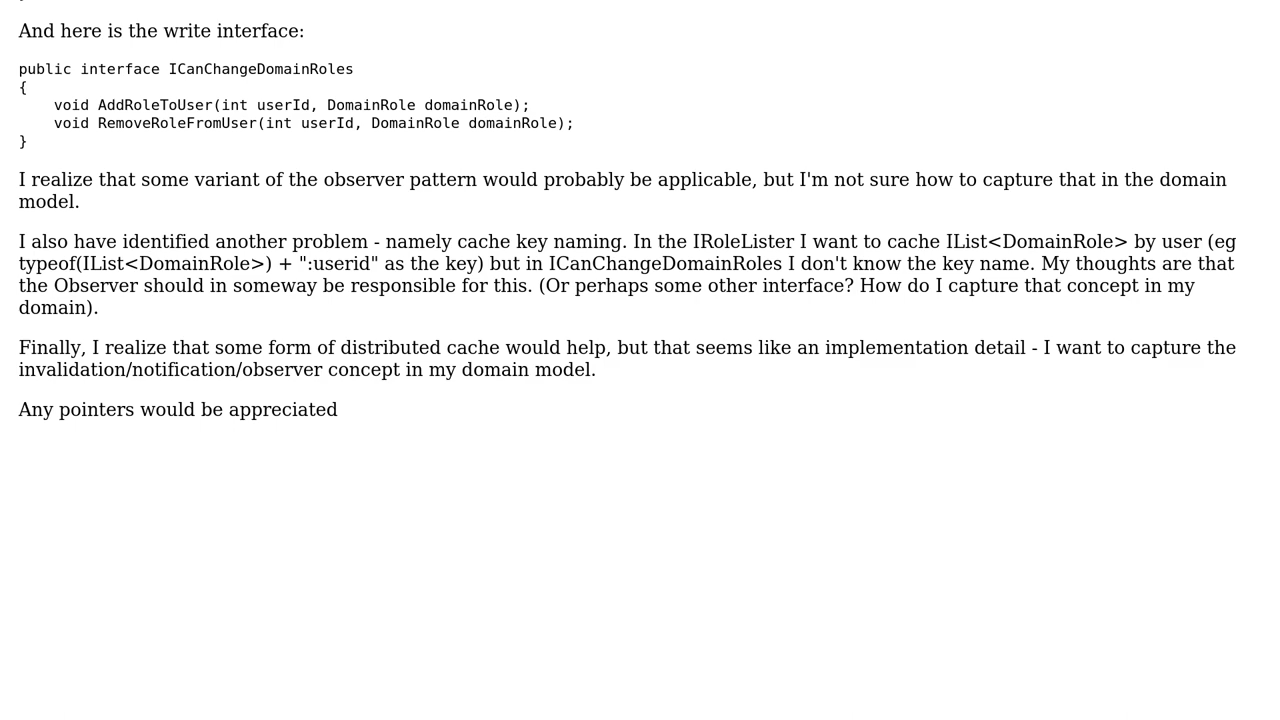 And here is the write interface:
public interface ICanChangeDomainRoles
{
    void AddRoleToUser(int userId, DomainRole domainRole);
    void RemoveRoleFromUser(int userId, DomainRole domainRole);
}
I realize that some variant of the observer pattern would probably be applicable, but I'm not sure how to capture that in the domain
model.
I also have identified another problem - namely cache key naming. In the IRoleLister I want to cache IList<DomainRole> by user (eg
typeof(IList<DomainRole>) + ":userid" as the key) but in ICanChangeDomainRoles I don't know the key name. My thoughts are that
the Observer should in someway be responsible for this. (Or perhaps some other interface? How do I capture that concept in my
domain).
Finally, I realize that some form of distributed cache would help, but that seems like an implementation detail - I want to capture the
invalidation/notification/observer concept in my domain model.
Any pointers would be appreciated